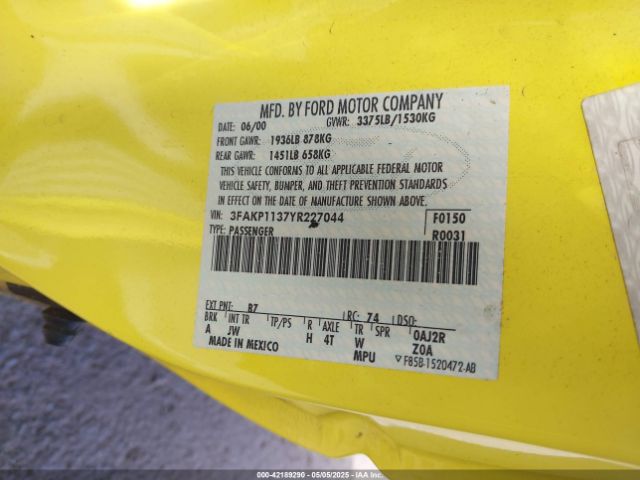 MFD. BY FORD MOTOR COMPANY
DATE: 06/00 GVWR: 3375LB/1530KG
FRONT GAWR: 1936LB 878KG
REAR GAWR: 1451LB 658KG
THIS VEHICLE CONFORMS TO ALL APPLICABLE FEDERAL MOTOR
VEHICLE SAFETY, BUMPER, AND THEFT PREVENTION STANDARDS
IN EFFECT ON THE DATE OF MANUFACTURE SHOWN ABOVE.
VIN: 3FAKP1137YR227044 F0150
TYPE: PASSENGER R0031
EXT PNT: B7 RC: 74 DSO:
BRK INT TR TP/PS R AXLE TR SPR 0AJ2R
A JW H 4T W Z0A
MADE IN MEXICO MPU ▽ F85B-1520472-AB
000-42189290 - 05/05/2025 - IAAI.com